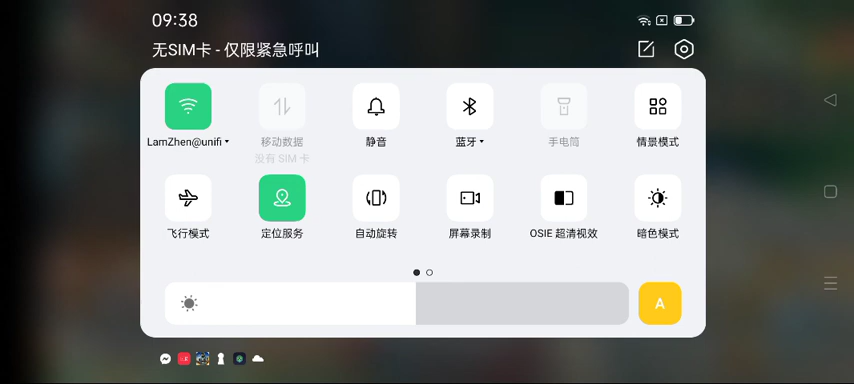 09:38
无SIM卡 - 仅限紧急呼叫
LamZhen@unifi
移动数据
没有 SIM 卡
静音
蓝牙
手电筒
情景模式
飞行模式
定位服务
自动旋转
屏幕录制
OSIE 超清视效
暗色模式
A